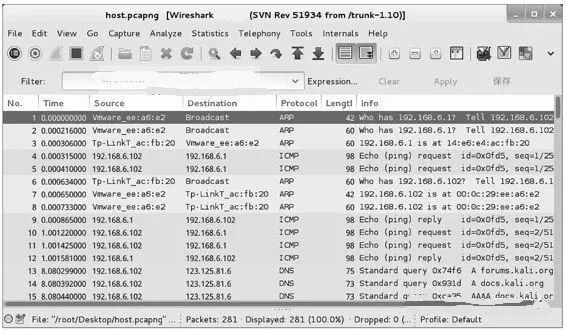 host.pcapng [Wireshark (SVN Rev 51934 from /trunk-1.10)]
File Edit View Go Capture Analyze Statistics Telephony Tools Internals Help
Filter: Expression... Clear Apply 保存
No. Time Source Destination Protocol Lengtl Info
1 0.000000000 Vmware_ee:a6:e2 Broadcast ARP 42 Who has 192.168.6.1? Tell 192.168.6.102
2 0.000216000 Vmware_ee:a6:e2 Broadcast ARP 60 Who has 192.168.6.1? Tell 192.168.6.102
3 0.000306000 Tp-LinkT_ac:fb:20 Vmware_ee:a6:e2 ARP 60 192.168.6.1 is at 14:e6:e4:ac:fb:20
4 0.000315000 192.168.6.102 192.168.6.1 ICMP 98 Echo (ping) request id=0x0fd5, seq=1/25
5 0.000410000 192.168.6.102 192.168.6.1 ICMP 98 Echo (ping) request id=0x0fd5, seq=1/25
6 0.000634000 Tp-LinkT_ac:fb:20 Broadcast ARP 60 Who has 192.168.6.102? Tell 192.168.6.1
7 0.000650000 Vmware_ee:a6:e2 Tp-LinkT_ac:fb:20 ARP 42 192.168.6.102 is at 00:0c:29:ee:a6:e2
8 0.000733000 Vmware_ee:a6:e2 Tp-LinkT_ac:fb:20 ARP 60 192.168.6.102 is at 00:0c:29:ee:a6:e2
9 0.000865000 192.168.6.1 192.168.6.102 ICMP 98 Echo (ping) reply id=0x0fd5, seq=1/25
10 0.001220000 192.168.6.1 192.168.6.102 ICMP 98 Echo (ping) request id=0x0fd5, seq=2/51
11 0.001425000 192.168.6.102 192.168.6.1 ICMP 98 Echo (ping) request id=0x0fd5, seq=2/51
12 0.001581000 192.168.6.1 192.168.6.102 ICMP 98 Echo (ping) reply id=0x0fd5, seq=2/51
13 8.080299000 192.168.6.102 123.125.81.6 DNS 75 Standard query 0x74f6 A forums.kali.org
14 8.080392000 192.168.6.102 123.125.81.6 DNS 73 Standard query 0x931d A docs.kali.org
15 8.080440000 192.168.6.102 123.125.81.6 DNS 73 Standard query AAAA docs.kali.org
File: "/root/Desktop/host.pcapng" ... Packets: 281 · Displayed: 281 (100.0%) · Dropped: 0 (... Profile: Default